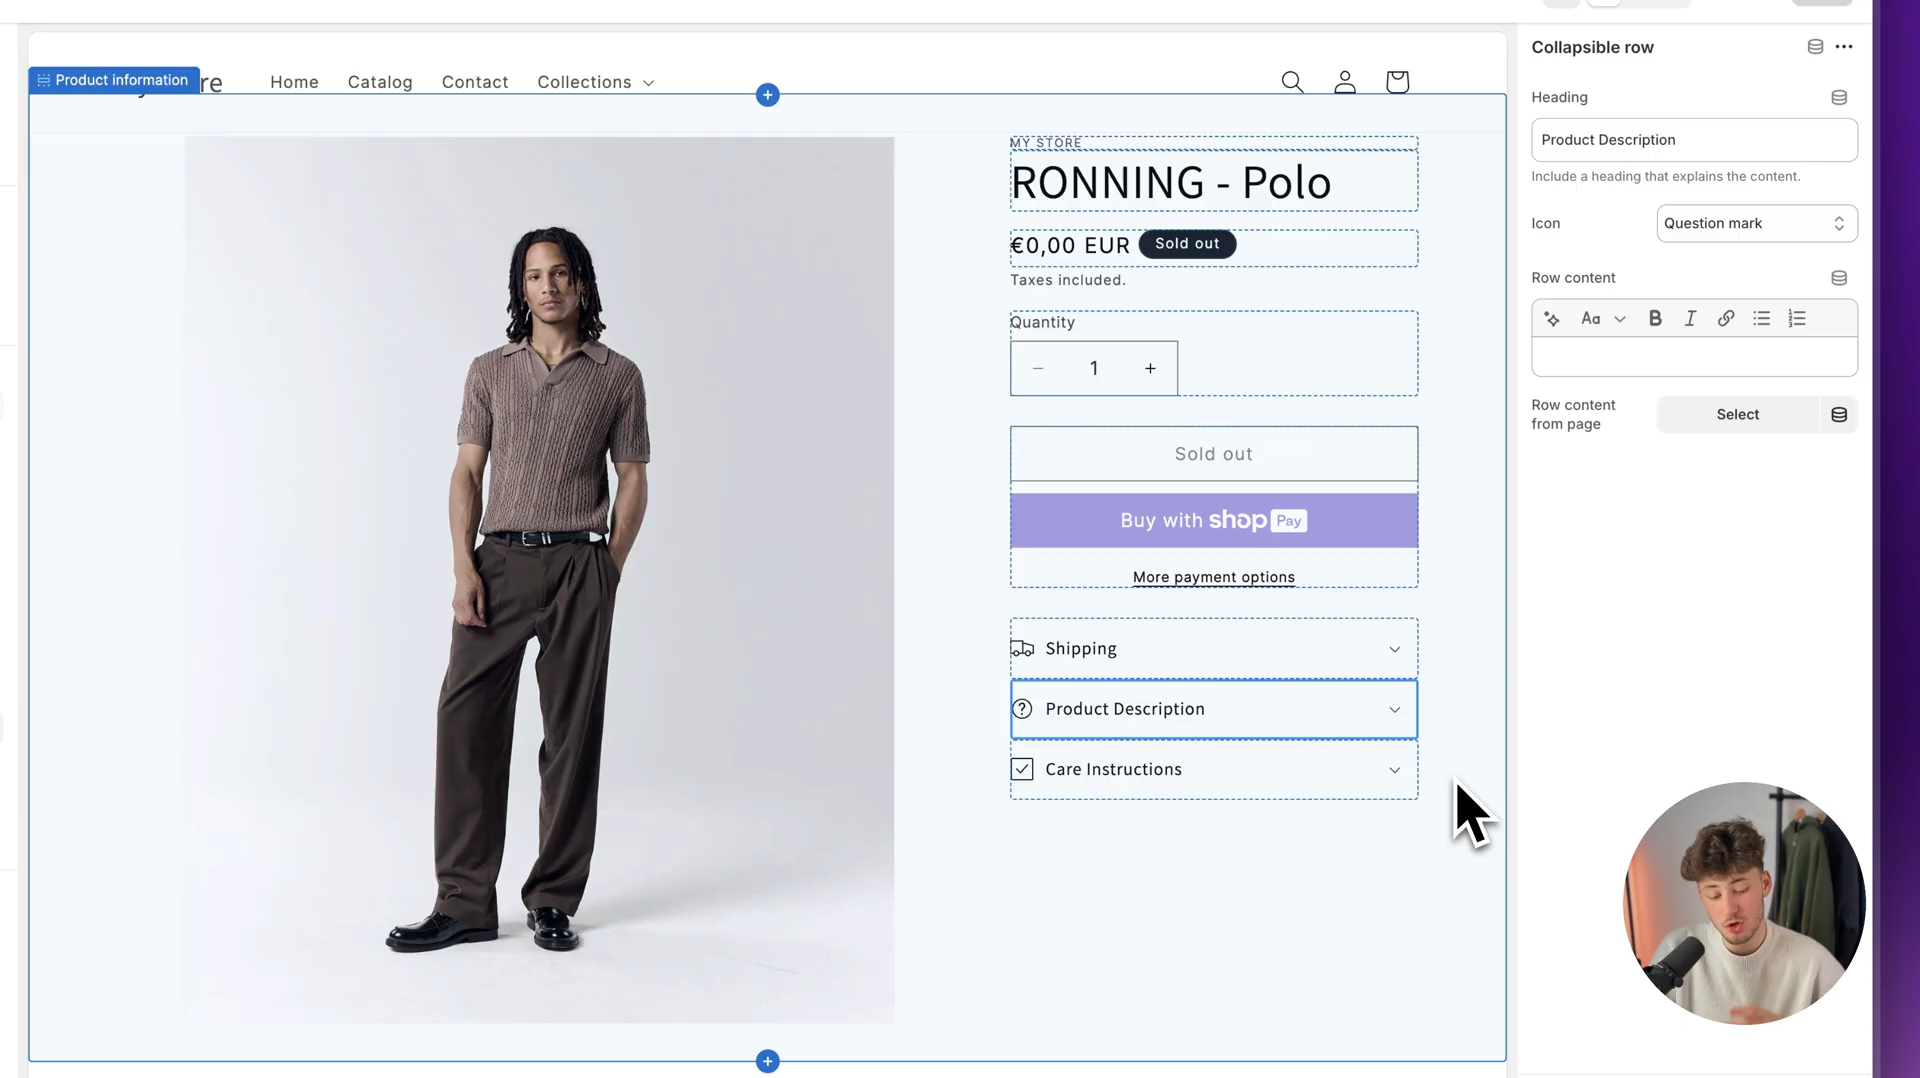 Product information
re
Home
Catalog
Contact
Collections
MY STORE
RONNING - Polo
€0,00 EUR
Sold out
Taxes included.
Quantity
1
Sold out
Buy with shop Pay
More payment options
Shipping
Product Description
Care Instructions
Collapsible row
Heading
Product Description
Include a heading that explains the content.
Icon
Question mark
Row content
Aa
B
I
Row content
from page
Select